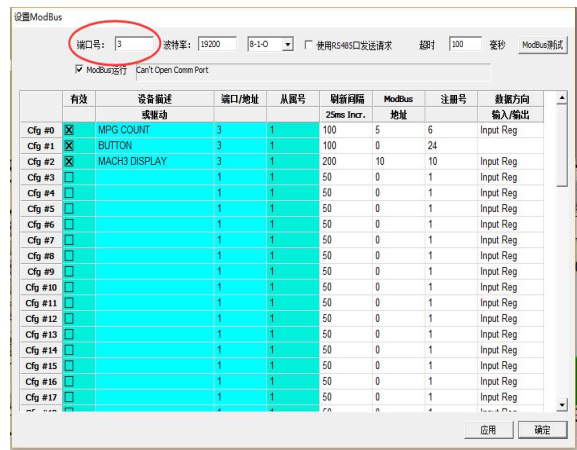 设置ModBus
端口号: 3 波特率: 19200 8-1-0 使用RS485口发送请求 超时 100 毫秒 ModBus测试
ModBus运行 Can't Open Comm Port
有效 设备描述 端口/地址 从属号 刷新间隔 ModBus 注册号 数据方向
或驱动 25ms Incr. 地址 输入/输出
Cfg #0 MPG COUNT 3 1 100 5 6 Input Reg
Cfg #1 BUTTON 3 1 100 0 24
Cfg #2 MACH3 DISPLAY 3 1 200 10 10 Input Reg
Cfg #3 1 1 50 0 1 Input Reg
Cfg #4 1 1 50 0 1 Input Reg
Cfg #5 1 1 50 0 1 Input Reg
Cfg #6 1 1 50 0 1 Input Reg
Cfg #7 1 1 50 0 1 Input Reg
Cfg #8 1 1 50 0 1 Input Reg
Cfg #9 1 1 50 0 1 Input Reg
Cfg #10 1 1 50 0 1 Input Reg
Cfg #11 1 1 50 0 1 Input Reg
Cfg #12 1 1 50 0 1 Input Reg
Cfg #13 1 1 50 0 1 Input Reg
Cfg #14 1 1 50 0 1 Input Reg
Cfg #15 1 1 50 0 1 Input Reg
Cfg #16 1 1 50 0 1 Input Reg
Cfg #17 1 1 50 0 1 Input Reg
应用 确定